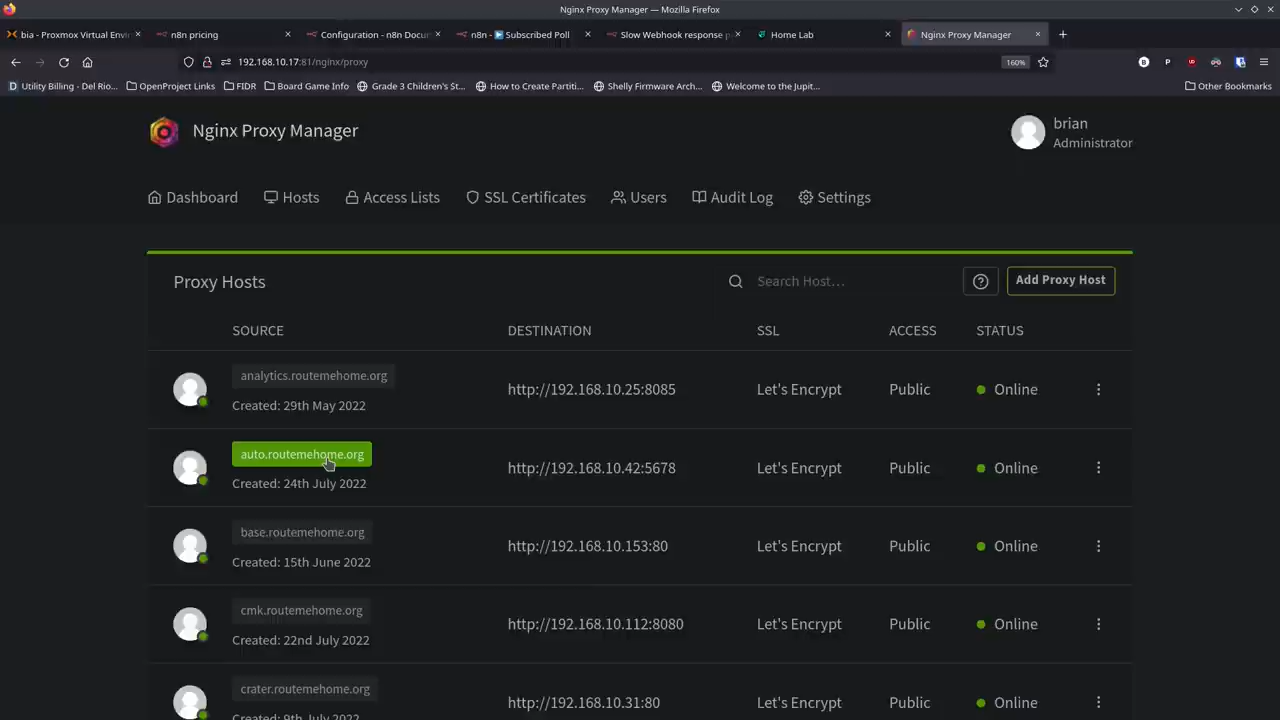 Nginx Proxy Manager — Mozilla Firefox
bia - Proxmox Virtual Envi
n8n pricing
Configuration - n8n Docum
n8n - ▶ Subscribed Poll
Slow Webhook response p
Home Lab
Nginx Proxy Manager
192.168.10.17:81/nginx/proxy
160%
Utility Billing - Del Rio...
OpenProject Links
FIDR
Board Game Info
Grade 3 Children's St...
How to Create Partiti...
Shelly Firmware Arch...
Welcome to the Jupit...
Other Bookmarks
Nginx Proxy Manager
brian
Administrator
Dashboard
Hosts
Access Lists
SSL Certificates
Users
Audit Log
Settings
Proxy Hosts
Search Host...
Add Proxy Host
SOURCE DESTINATION SSL ACCESS STATUS
analytics.routemehome.org
Created: 29th May 2022
http://192.168.10.25:8085 Let's Encrypt Public Online
auto.routemehome.org
Created: 24th July 2022
http://192.168.10.42:5678 Let's Encrypt Public Online
base.routemehome.org
Created: 15th June 2022
http://192.168.10.153:80 Let's Encrypt Public Online
cmk.routemehome.org
Created: 22nd July 2022
http://192.168.10.112:8080 Let's Encrypt Public Online
crater.routemehome.org
Created: 9th July 2022
http://192.168.10.31:80 Let's Encrypt Public Online